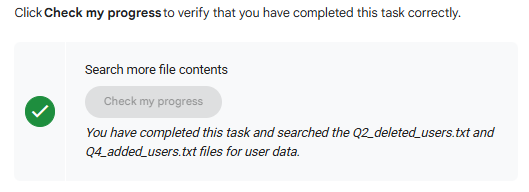 Click Check my progress to verify that you have completed this task correctly.
Search more file contents
Check my progress
You have completed this task and searched the Q2_deleted_users.txt and
Q4_added_users.txt files for user data.